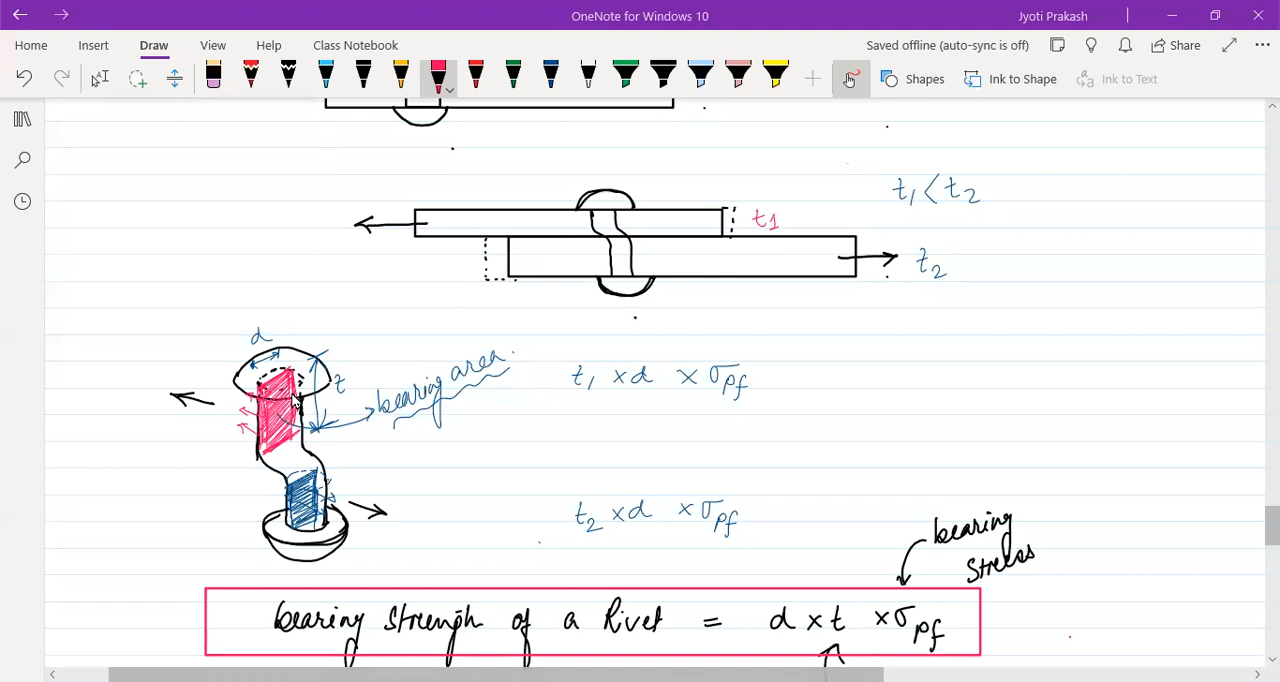 OneNote for Windows 10
Jyoti Prakash
Home Insert Draw View Help Class Notebook
Saved offline (auto-sync is off) Share
Shapes Ink to Shape Ink to Text
t₁ < t₂
t1
t₂
d
t
bearing area.
t₁ × d × σpf
t₂ × d × σpf
bearing
Stress
bearing Strength of a Rivet = d × t × σpf